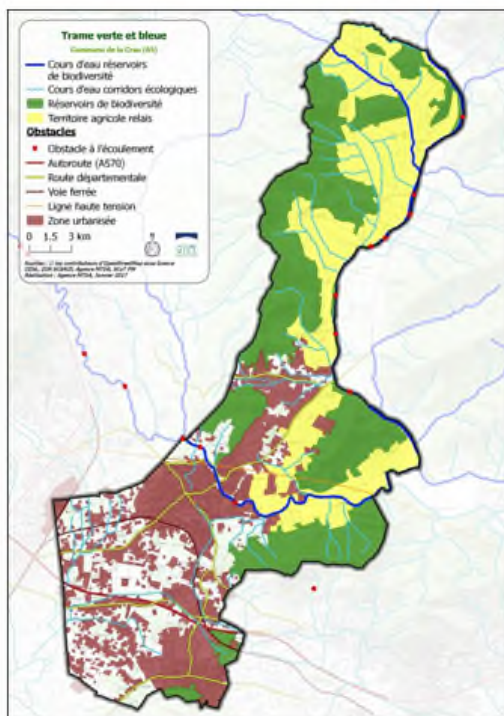 Trame verte et bleue
Commune de la Crau (83)
Cours d'eau réservoirs
de biodiversité
Cours d'eau corridors écologiques
Réservoirs de biodiversité
Territoire agricole relais
Obstacles
Obstacle à l'écoulement
Autoroute (A570)
Route départementale
Voie ferrée
Ligne haute tension
Zone urbanisée
0 1.5 3 km
N